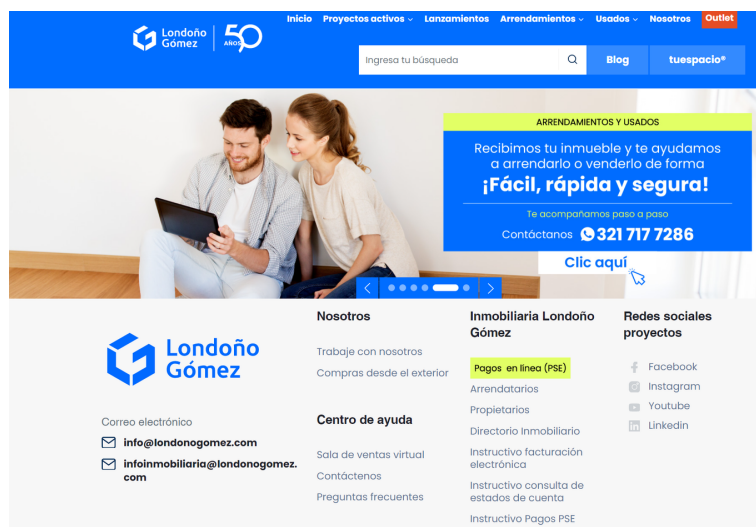 Londoño
Gómez
50
AÑOS
Inicio Proyectos activos Lanzamientos Arrendamientos Usados Nosotros Outlet
Ingresa tu búsqueda
Blog
tuespacio®
ARRENDAMIENTOS Y USADOS
Recibimos tu inmueble y te ayudamos
a arrendarlo o venderlo de forma
¡Fácil, rápida y segura!
Te acompañamos paso a paso
Contáctanos 321 717 7286
Clic aquí
Londoño
Gómez
Correo electrónico
info@londonogomez.com
infoinmobiliaria@londonogomez.
com
Nosotros
Trabaje con nosotros
Compras desde el exterior
Centro de ayuda
Sala de ventas virtual
Contáctenos
Preguntas frecuentes
Inmobiliaria Londoño
Gómez
Pagos en línea (PSE)
Arrendatarios
Propietarios
Directorio Inmobiliario
Instructivo facturación
electrónica
Instructivo consulta de
estados de cuenta
Instructivo Pagos PSE
Redes sociales
proyectos
Facebook
Instagram
Youtube
Linkedin